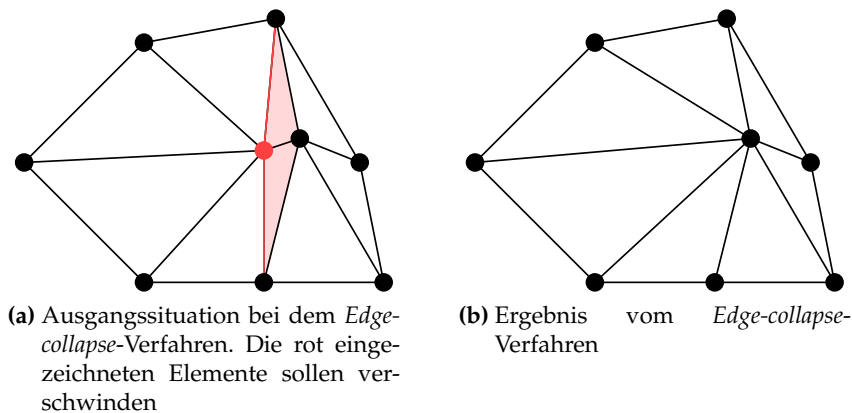 (a) Ausgangssituation bei dem Edge-
collapse-Verfahren. Die rot einge-
zeichneten Elemente sollen ver-
schwinden
(b) Ergebnis vom Edge-collapse-
Verfahren